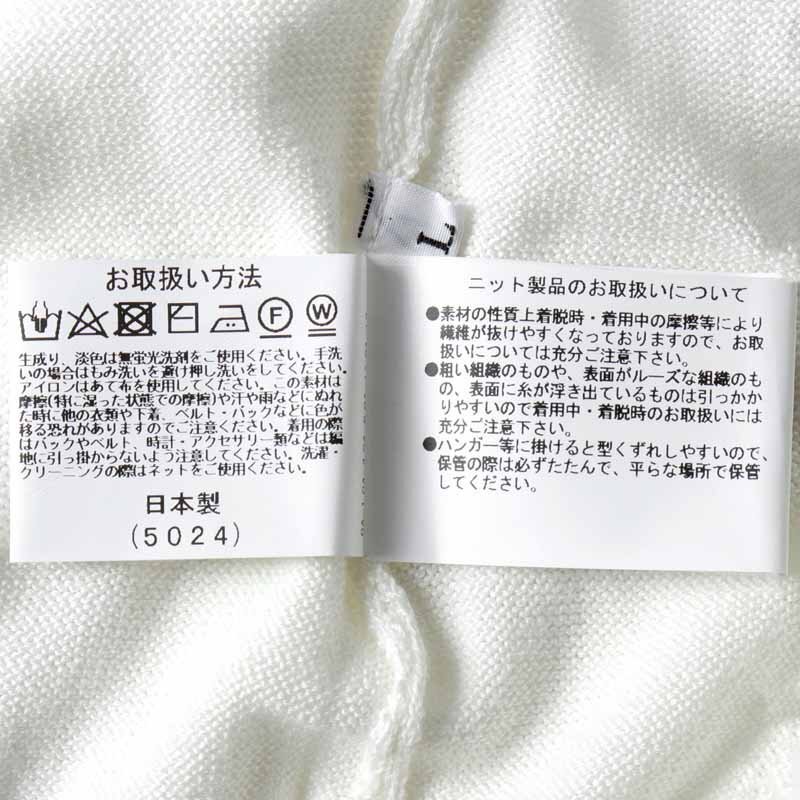 L
お取扱い方法
F
W
生成り、淡色は無蛍光洗剤をご使用ください。手洗
いの場合はもみ洗いを避け押し洗いをしてください。
アイロンはあて布を使用してください。この素材は
摩擦(特に湿った状態での摩擦)や汗や雨などにぬれ
た時に他の衣類や下着、ベルト・バックなどに色が
移る恐れがありますのでご注意ください。着用の際
はバックやベルト、時計・アクセサリー類などは編
地に引っ掛からないよう注意ください。洗濯・
クリーニングの際はネットをご使用ください。
日本製
(5024)
ニット製品のお取扱いについて
●素材の性質上着脱時・着用中の摩擦等により
繊維が抜けやすくなっておりますので、お取
扱いについては充分ご注意下さい。
●粗い組織のものや、表面がルーズな組織のも
の、表面に糸が浮き出ているものは引っかか
りやすいので着用中・着脱時のお取扱いには
充分ご注意下さい。
●ハンガー等に掛けると型くずれしやすいので、
保管の際は必ずたたんで、平らな場所で保管
してください。